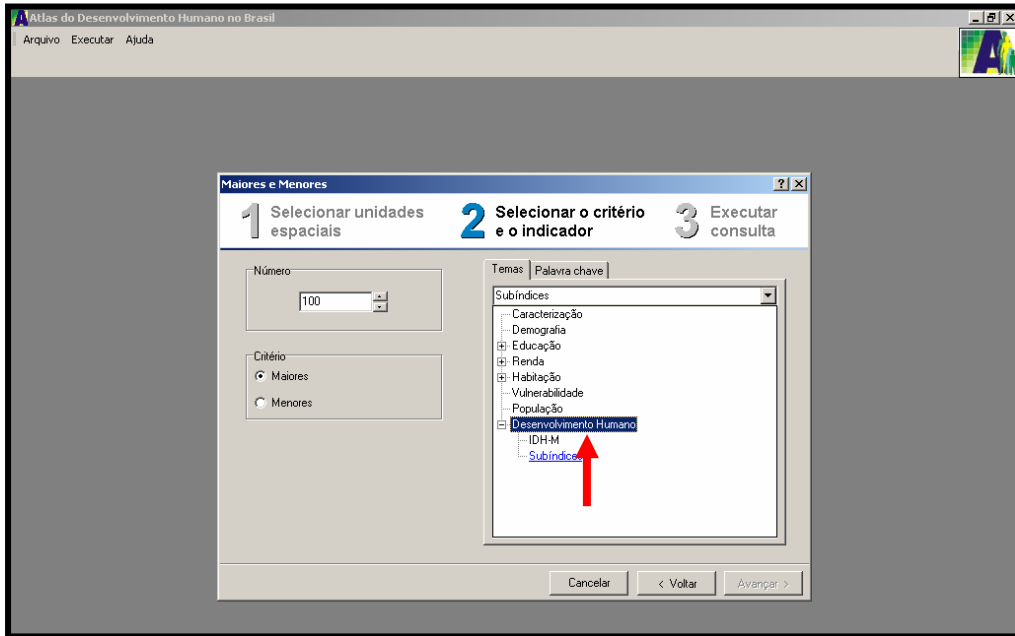 Atlas do Desenvolvimento Humano no Brasil
Arquivo Executar Ajuda
Maiores e Menores
1 Selecionar unidades espaciais
2 Selecionar o critério e o indicador
3 Executar consulta
Número
100
Critério
Maiores
Menores
Temas Palavra chave
Subíndices
Caracterização
Demografia
Educação
Renda
Habitação
Vulnerabilidade
População
Desenvolvimento Humano
IDH-M
Subíndices
Cancelar
< Voltar
Avançar >